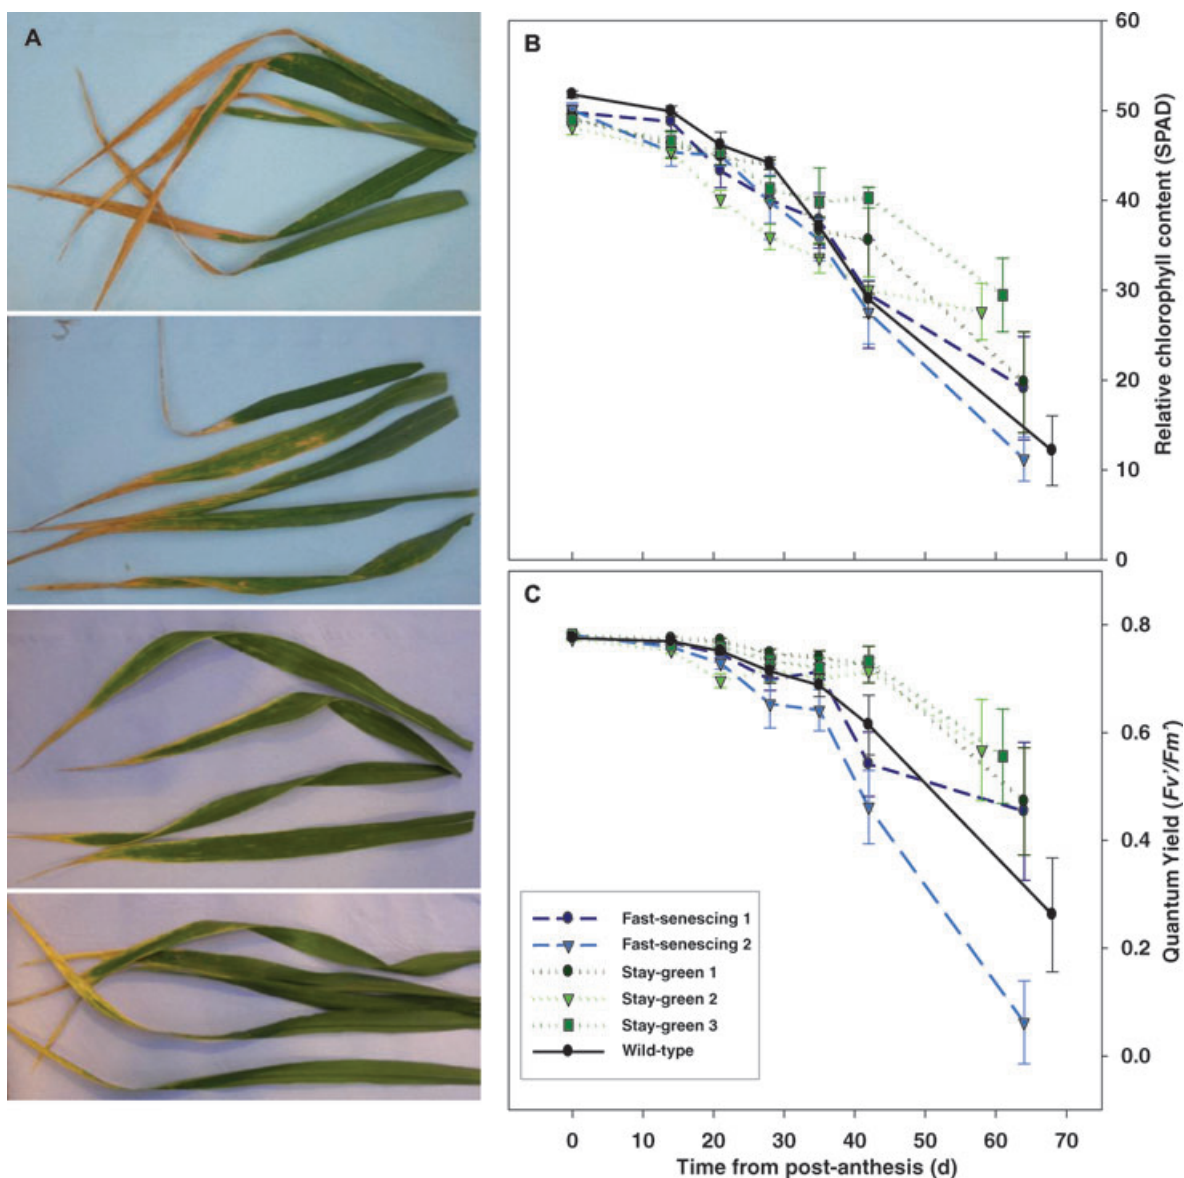 A
B
60
50
40
30
20
10
0
Relative chlorophyll content (SPAD)
C
0.8
0.6
0.4
0.2
0.0
Quantum Yield (Fv'/Fm')
Fast-senescing 1
Fast-senescing 2
Stay-green 1
Stay-green 2
Stay-green 3
Wild-type
0 10 20 30 40 50 60 70
Time from post-anthesis (d)